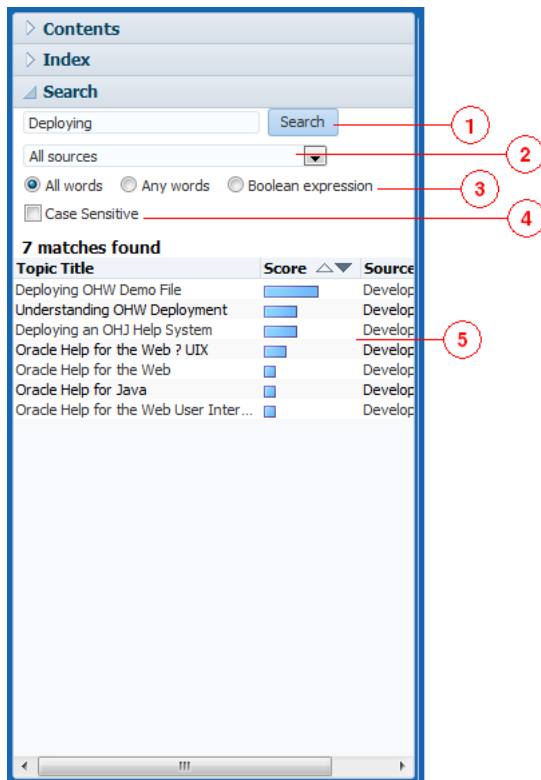 Contents
Index
Search
Deploying Search 1
All sources 2
All words Any words Boolean expression 3
Case Sensitive 4
7 matches found
Topic Title Score Source
Deploying OHW Demo File Develop
Understanding OHW Deployment Develop
Deploying an OHJ Help System Develop 5
Oracle Help for the Web ? UIX Develop
Oracle Help for the Web Develop
Oracle Help for Java Develop
Oracle Help for the Web User Inter... Develop